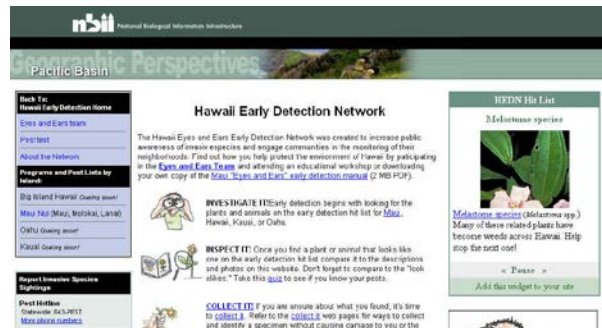 nbii National Biological Information Infrastructure
Geographic Perspectives
Pacific Basin
Back To:
Hawaii Early Detection Home
Eyes and Ears team
Pest test
About the Network
Programs and Pest Lists by
Island:
Big Island Hawaii Coming soon!
Maui Nui (Maui, Molokai, Lanai)
Oahu Coming soon!
Kauai Coming soon!
Report Invasive Species
Sightings
Pest Hotline
Statewide: 643-PEST
More phone numbers
Hawaii Early Detection Network
The Hawaii Eyes and Ears Early Detection Network was created to increase public
awareness of invasive species and engage communities in the monitoring of their
neighborhoods. Find out how you help protect the environment of Hawaii by paticipating
in the Eyes and Ears Team and attending an educational workshop or downloading
your own copy of the Maui "Eyes and Ears" early detection manual (2 MB PDF).
INVESTIGATE IT! Early detection begins with looking for the
plants and animals on the early detection hit list for Maui,
Hawaii, Kauai, or Oahu.
INSPECT IT! Once you find a plant or animal that looks like
one on the early detection hit list compare it to the descriptions
and photos on this website. Don't forget to compare to the "look
alikes." Take this quiz to see if you know your pests.
COLLECT IT! If you are unsure about what you found, it's time
to collect it. Refer to the collect it web pages for ways to collect
and identify a specimen without causing damage to you or the
HEDN Hit List
Melastome species
Melastome species (Melastoma spp.)
Many of these related plants have
become weeds across Hawaii. Help
stop the next one!
« Pause »
Add this widget to your site